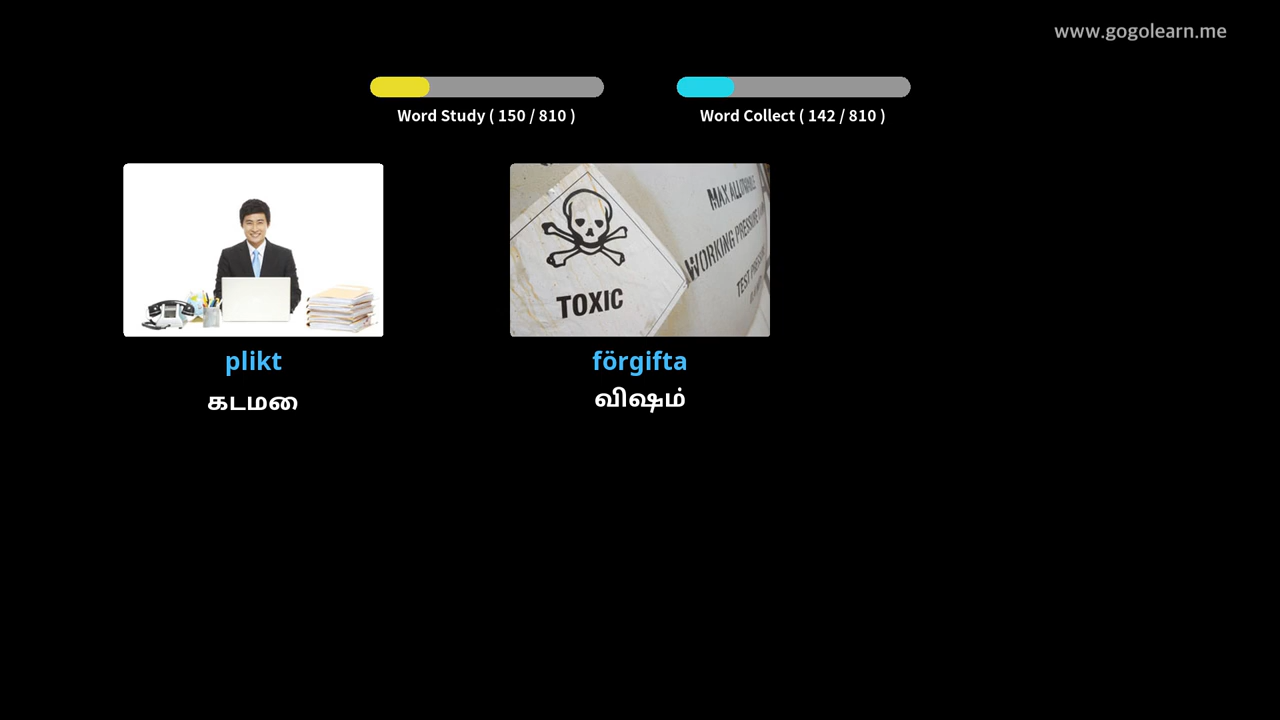 www.gogolearn.me
Word Study ( 150 / 810 )
Word Collect ( 142 / 810 )
MAX ALLOWABLE
WORKING PRESSURE
TEST
TOXIC
plikt
förgifta
கடமை
விஷம்